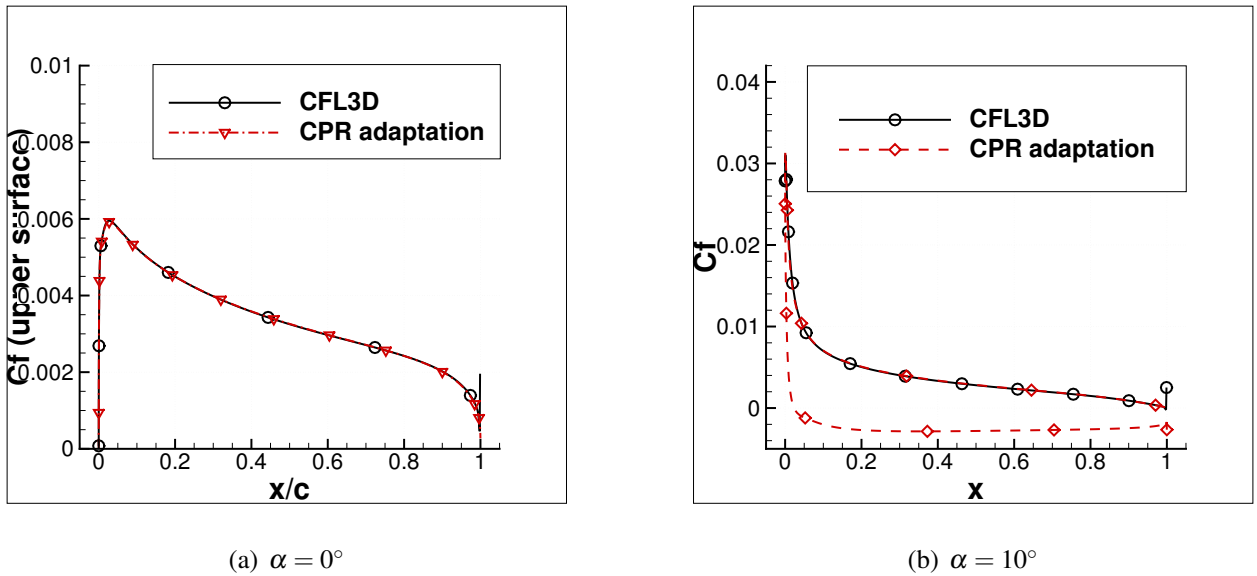 0.01
0.008
0.006
0.004
0.002
0
Cf (upper surface)
CFL3D
CPR adaptation
0 0.2 0.4 0.6 0.8 1
x/c
(a) α = 0°
0.04
0.03
0.02
0.01
0
Cf
CFL3D
CPR adaptation
0 0.2 0.4 0.6 0.8 1
x
(b) α = 10°